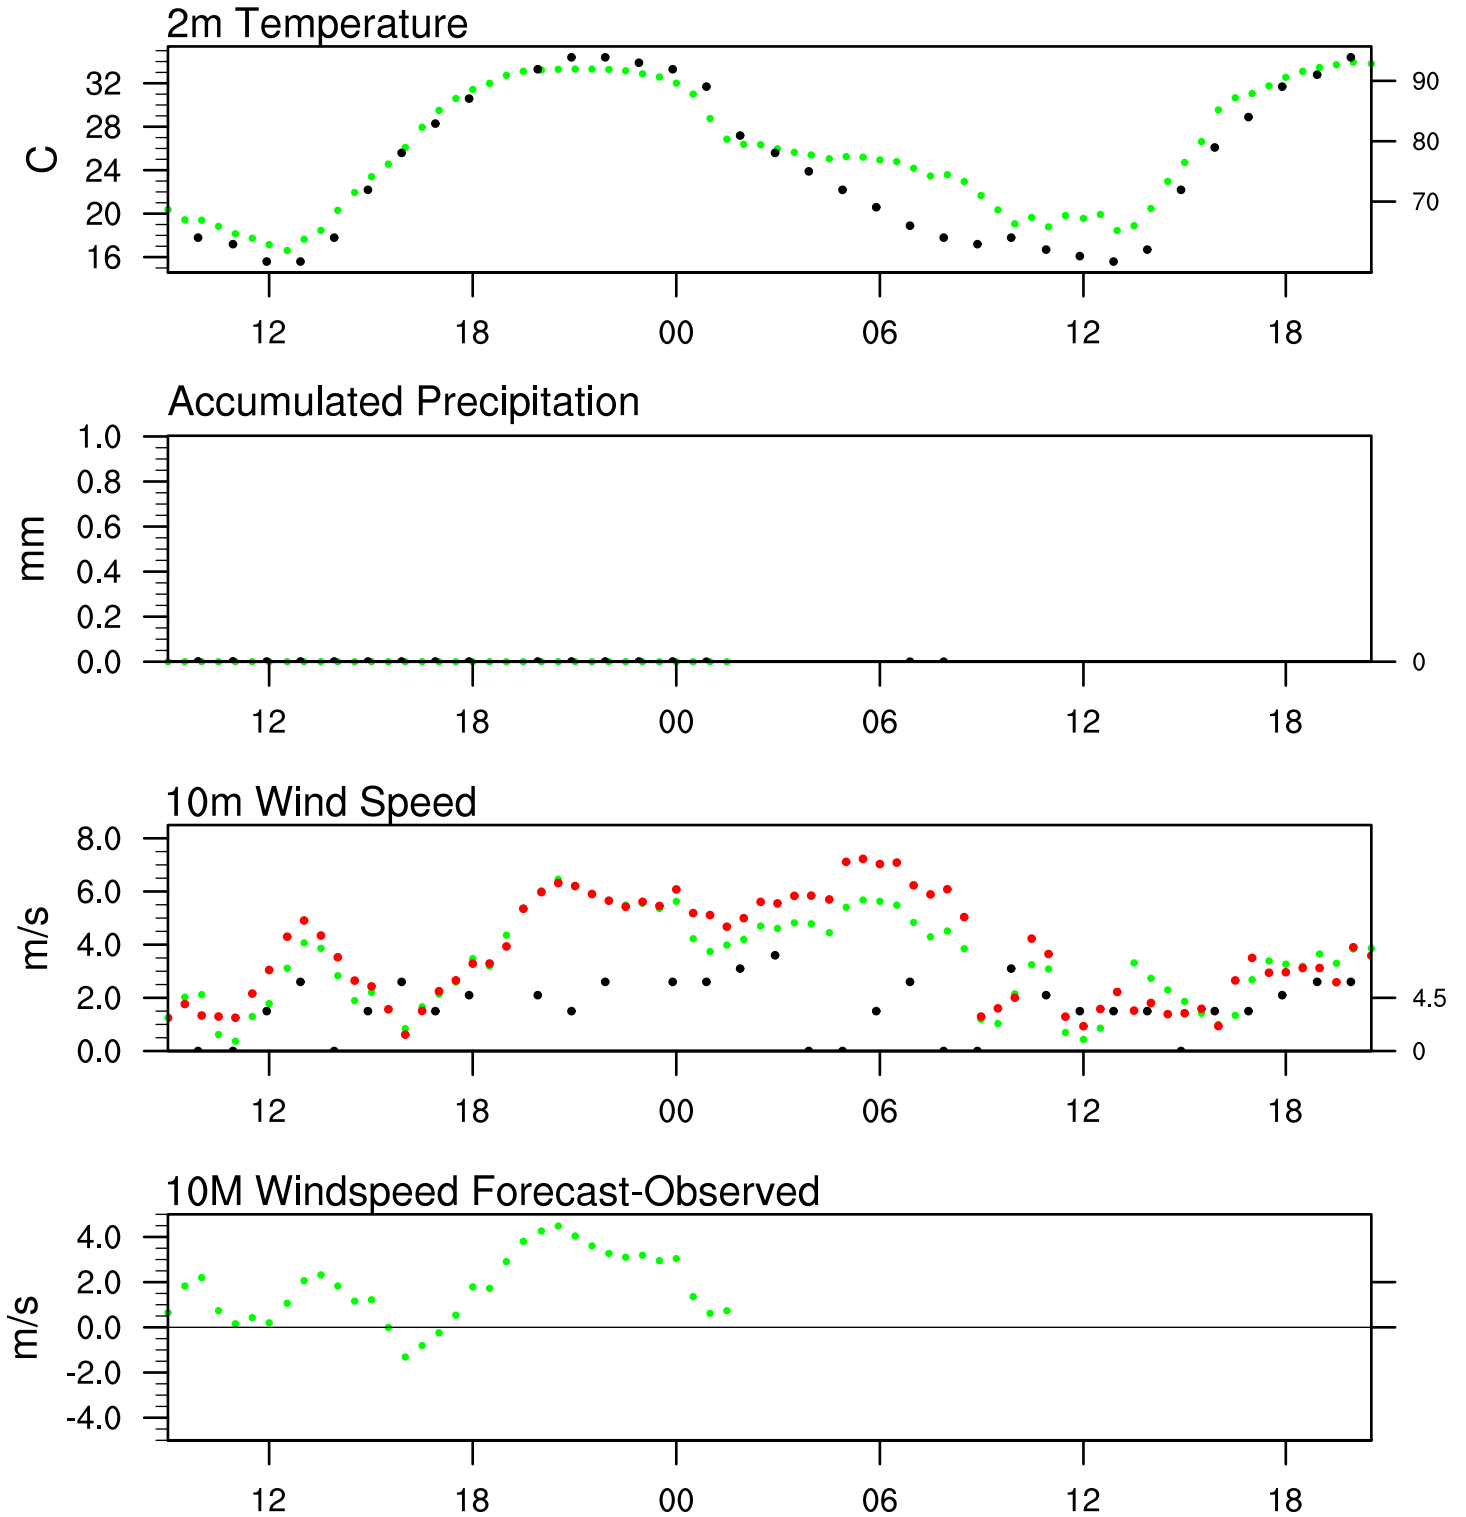 2m Temperature
32
28
24
20
16
C
90
80
70
12 18 00 06 12 18
Accumulated Precipitation
1.0
0.8
0.6
0.4
0.2
0.0
mm
0
12 18 00 06 12 18
10m Wind Speed
8.0
6.0
4.0
2.0
0.0
m/s
4.5
0
12 18 00 06 12 18
10M Windspeed Forecast-Observed
4.0
2.0
0.0
-2.0
-4.0
m/s
12 18 00 06 12 18